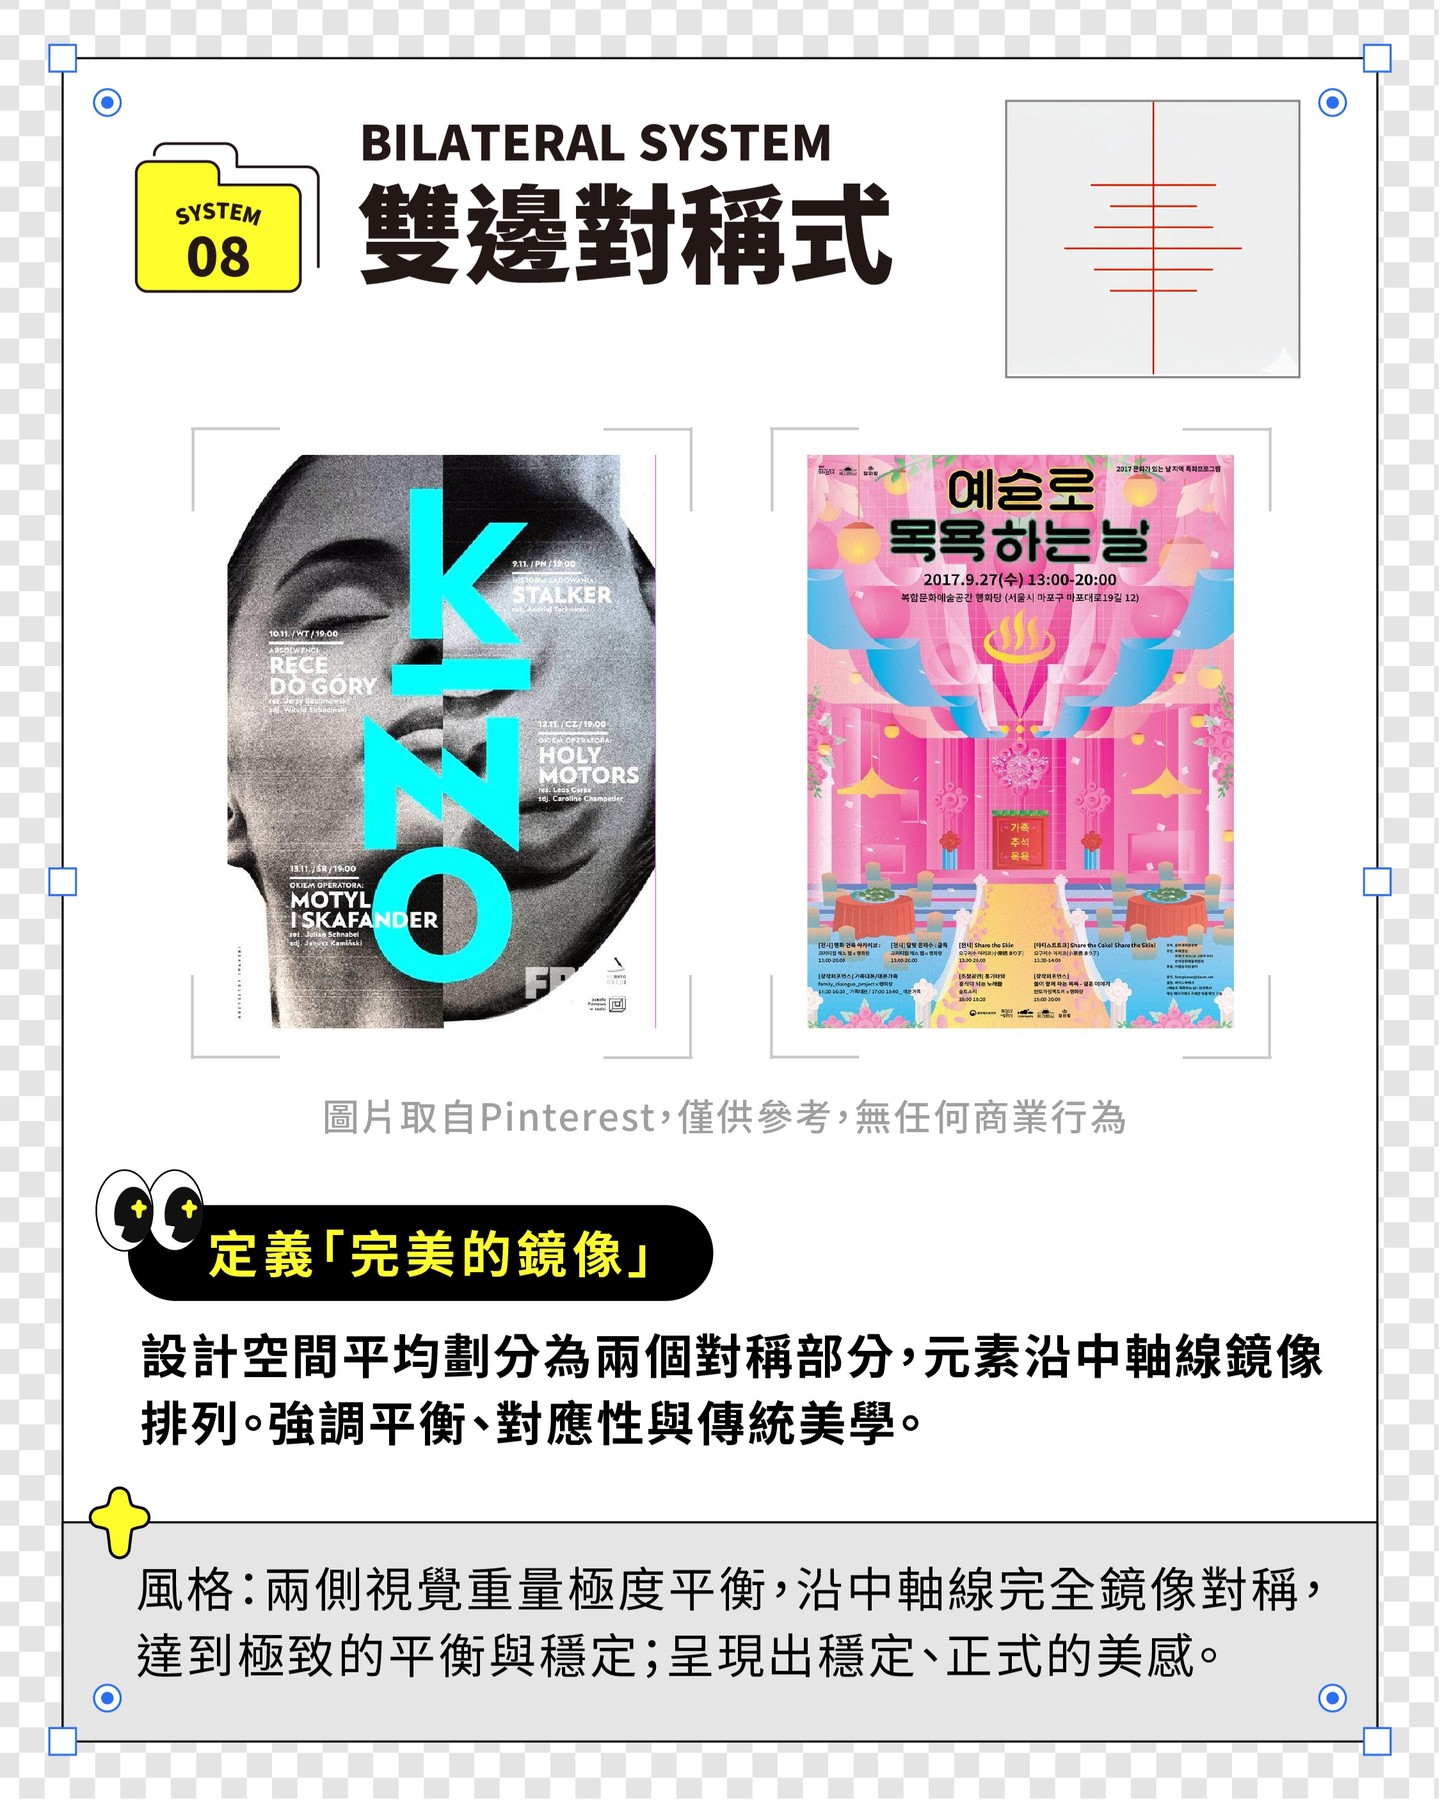 BILATERAL SYSTEM
SYSTEM
08
雙邊對稱式
KINO
9.11. / PN / 19:00
HISTORIA ŁADOWANIA:
STALKER
reż. Andriej Tarkowski
10.11. / WT / 19:00
ABSOLWENCI:
RĘCE
DO GÓRY
reż. Jerzy Skolimowski
zdj. Witold Sobociński
12.11. / CZ / 19:00
OKIEM OPERATORA:
HOLY
MOTORS
reż. Leos Carax
zdj. Caroline Champetier
13.11. / ŚR / 19:00
OKIEM OPERATORA:
MOTYL
I SKAFANDER
reż. Julian Schnabel
zdj. Janusz Kamiński
2017 문화가 있는 날 지역 특화프로그램
예술로
목욕하는날
2017.9.27(수) 13:00-20:00
복합문화예술공간 행화탕 (서울시 마포구 마포대로19길 12)
가족
추석
목욕
圖片取自Pinterest，僅供參考，無任何商業行為
定義「完美的鏡像」
設計空間平均劃分為兩個對稱部分，元素沿中軸線鏡像
排列。強調平衡、對應性與傳統美學。
風格：兩側視覺重量極度平衡，沿中軸線完全鏡像對稱，
達到極致的平衡與穩定；呈現出穩定、正式的美感。